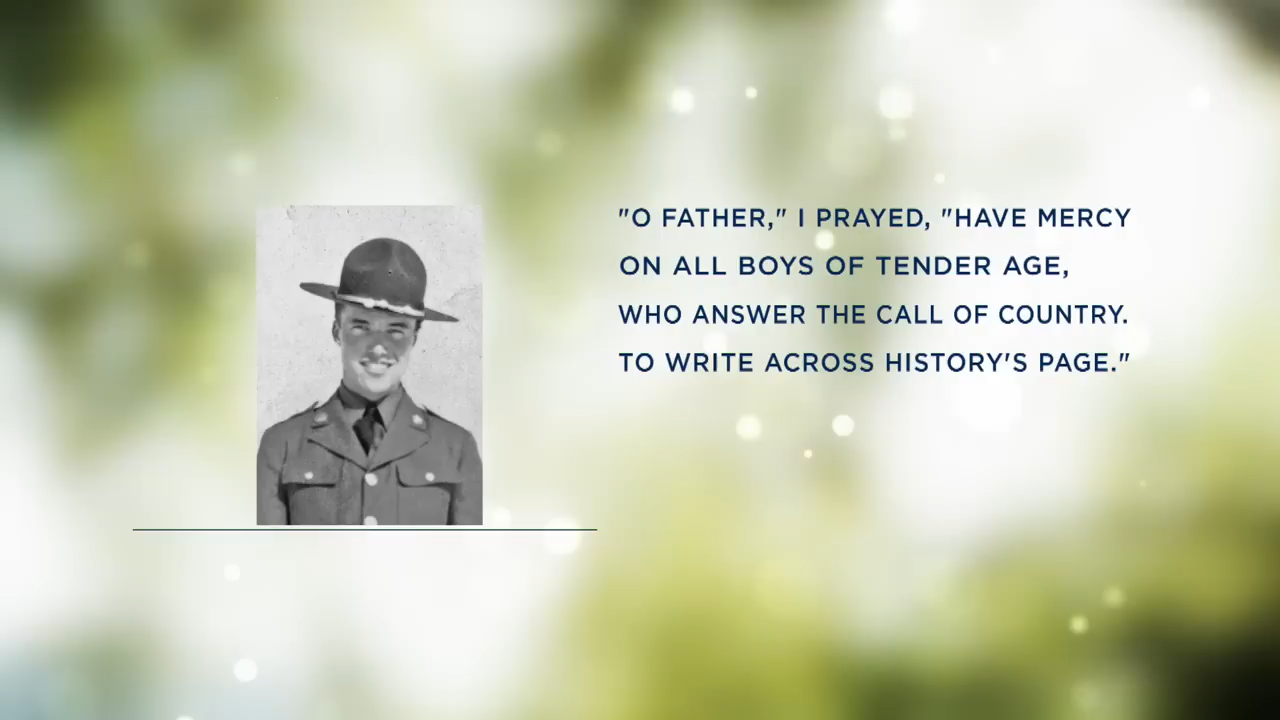 "O FATHER," I PRAYED, "HAVE MERCY
ON ALL BOYS OF TENDER AGE,
WHO ANSWER THE CALL OF COUNTRY.
TO WRITE ACROSS HISTORY'S PAGE."